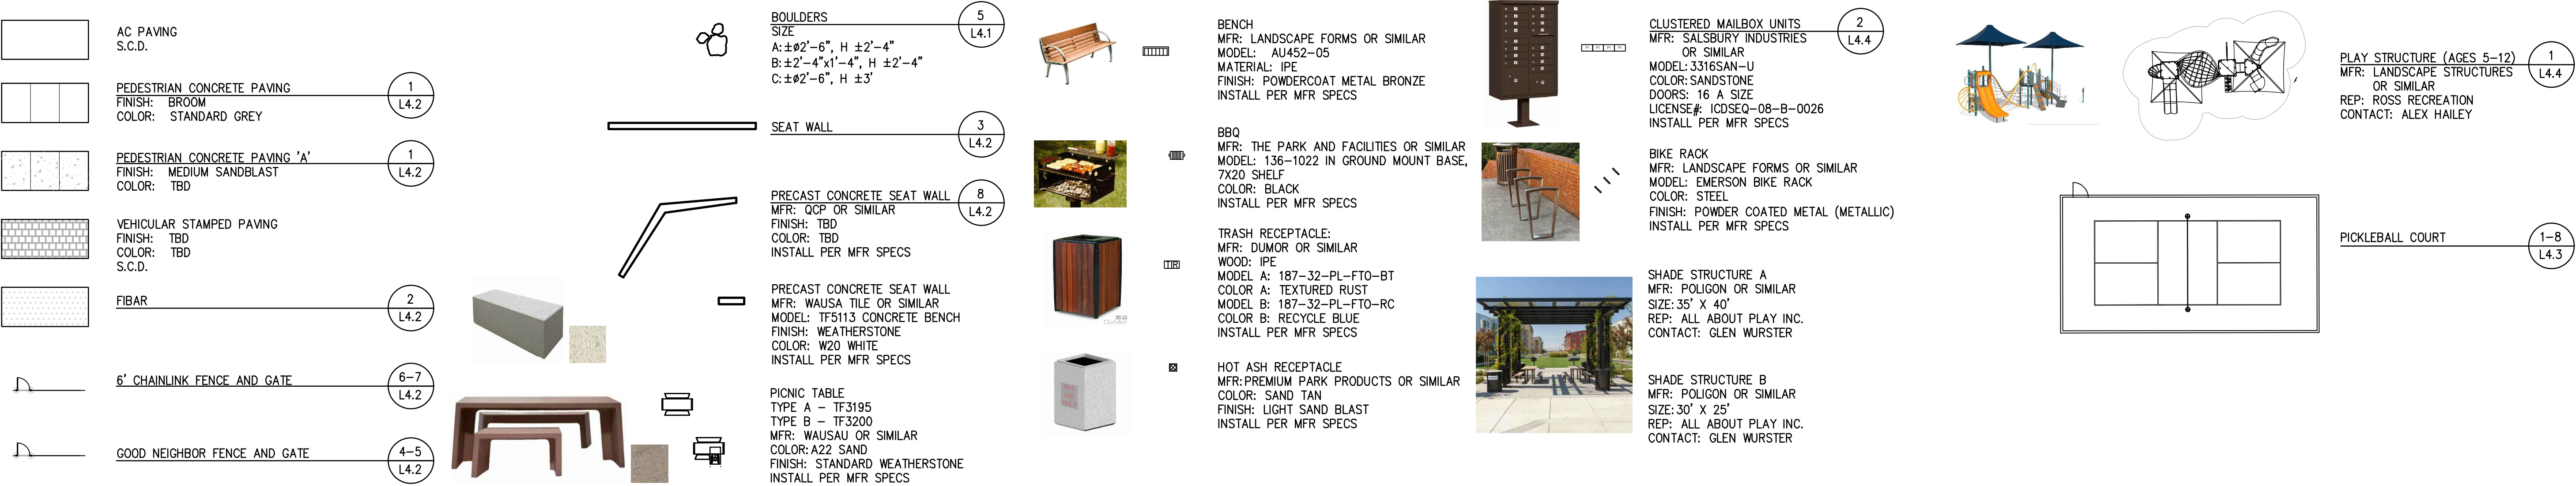 AC PAVING
S.C.D.
PEDESTRIAN CONCRETE PAVING
FINISH: BROOM
COLOR: STANDARD GREY
1
L4.2
PEDESTRIAN CONCRETE PAVING 'A'
FINISH: MEDIUM SANDBLAST
COLOR: TBD
1
L4.2
VEHICULAR STAMPED PAVING
FINISH: TBD
COLOR: TBD
S.C.D.
FIBAR
2
L4.2
6' CHAINLINK FENCE AND GATE
6-7
L4.2
GOOD NEIGHBOR FENCE AND GATE
4-5
L4.2
BOULDERS
SIZE
A:±ø2'-6", H ±2'-4"
B:±2'-4"x1'-4", H ±2'-4"
C:±ø2'-6", H ±3'
5
L4.1
SEAT WALL
3
L4.2
PRECAST CONCRETE SEAT WALL
MFR: QCP OR SIMILAR
FINISH: TBD
COLOR: TBD
INSTALL PER MFR SPECS
8
L4.2
PRECAST CONCRETE SEAT WALL
MFR: WAUSA TILE OR SIMILAR
MODEL: TF5113 CONCRETE BENCH
FINISH: WEATHERSTONE
COLOR: W20 WHITE
INSTALL PER MFR SPECS
PICNIC TABLE
TYPE A - TF3195
TYPE B - TF3200
MFR: WAUSAU OR SIMILAR
COLOR:A22 SAND
FINISH: STANDARD WEATHERSTONE
INSTALL PER MFR SPECS
BENCH
MFR: LANDSCAPE FORMS OR SIMILAR
MODEL: AU452-05
MATERIAL: IPE
FINISH: POWDERCOAT METAL BRONZE
INSTALL PER MFR SPECS
BBQ
MFR: THE PARK AND FACILITIES OR SIMILAR
MODEL: 136-1022 IN GROUND MOUNT BASE,
7X20 SHELF
COLOR: BLACK
INSTALL PER MFR SPECS
T|R
TRASH RECEPTACLE:
MFR: DUMOR OR SIMILAR
WOOD: IPE
MODEL A: 187-32-PL-FTO-BT
COLOR A: TEXTURED RUST
MODEL B: 187-32-PL-FTO-RC
COLOR B: RECYCLE BLUE
INSTALL PER MFR SPECS
HOT ASH RECEPTACLE
MFR:PREMIUM PARK PRODUCTS OR SIMILAR
COLOR: SAND TAN
FINISH: LIGHT SAND BLAST
INSTALL PER MFR SPECS
M M M M
CLUSTERED MAILBOX UNITS
MFR: SALSBURY INDUSTRIES
OR SIMILAR
MODEL:3316SAN-U
COLOR:SANDSTONE
DOORS: 16 A SIZE
LICENSE#: ICDSEQ-08-B-0026
INSTALL PER MFR SPECS
2
L4.4
BIKE RACK
MFR: LANDSCAPE FORMS OR SIMILAR
MODEL: EMERSON BIKE RACK
COLOR: STEEL
FINISH: POWDER COATED METAL (METALLIC)
INSTALL PER MFR SPECS
SHADE STRUCTURE A
MFR: POLIGON OR SIMILAR
SIZE:35' X 40'
REP: ALL ABOUT PLAY INC.
CONTACT: GLEN WURSTER
SHADE STRUCTURE B
MFR: POLIGON OR SIMILAR
SIZE:30' X 25'
REP: ALL ABOUT PLAY INC.
CONTACT: GLEN WURSTER
PLAY STRUCTURE (AGES 5-12)
MFR: LANDSCAPE STRUCTURES
OR SIMILAR
REP: ROSS RECREATION
CONTACT: ALEX HAILEY
1
L4.4
PICKLEBALL COURT
1-8
L4.3